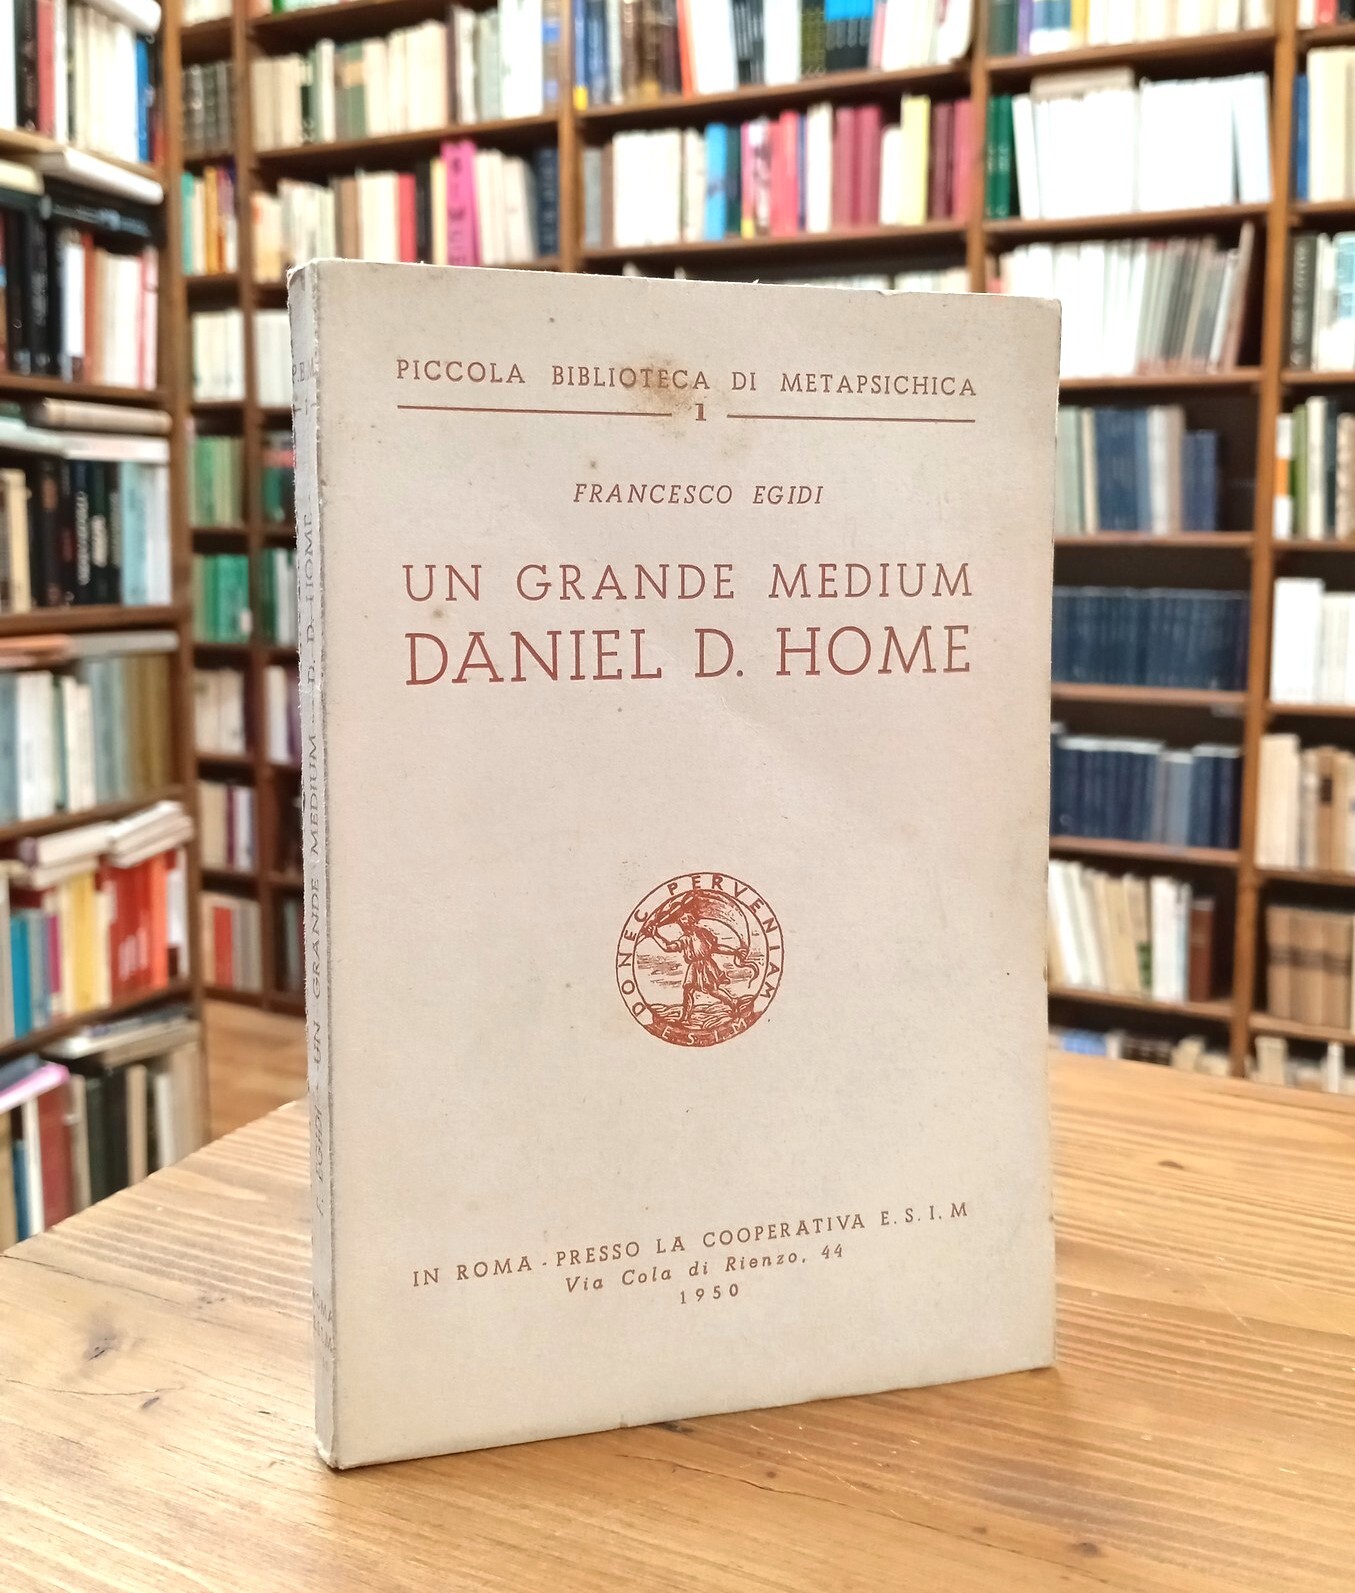 PICCOLA BIBLIOTECA DI METAPSICHICA
1
FRANCESCO EGIDI
UN GRANDE MEDIUM
DANIEL D. HOME
DONEC PERVENIAM
E.S.I.M
IN ROMA - PRESSO LA COOPERATIVA E. S. I. M
Via Cola di Rienzo, 44
1950
F. EGIDI - UN GRANDE MEDIUM - D. D. HOME
P.B.M.